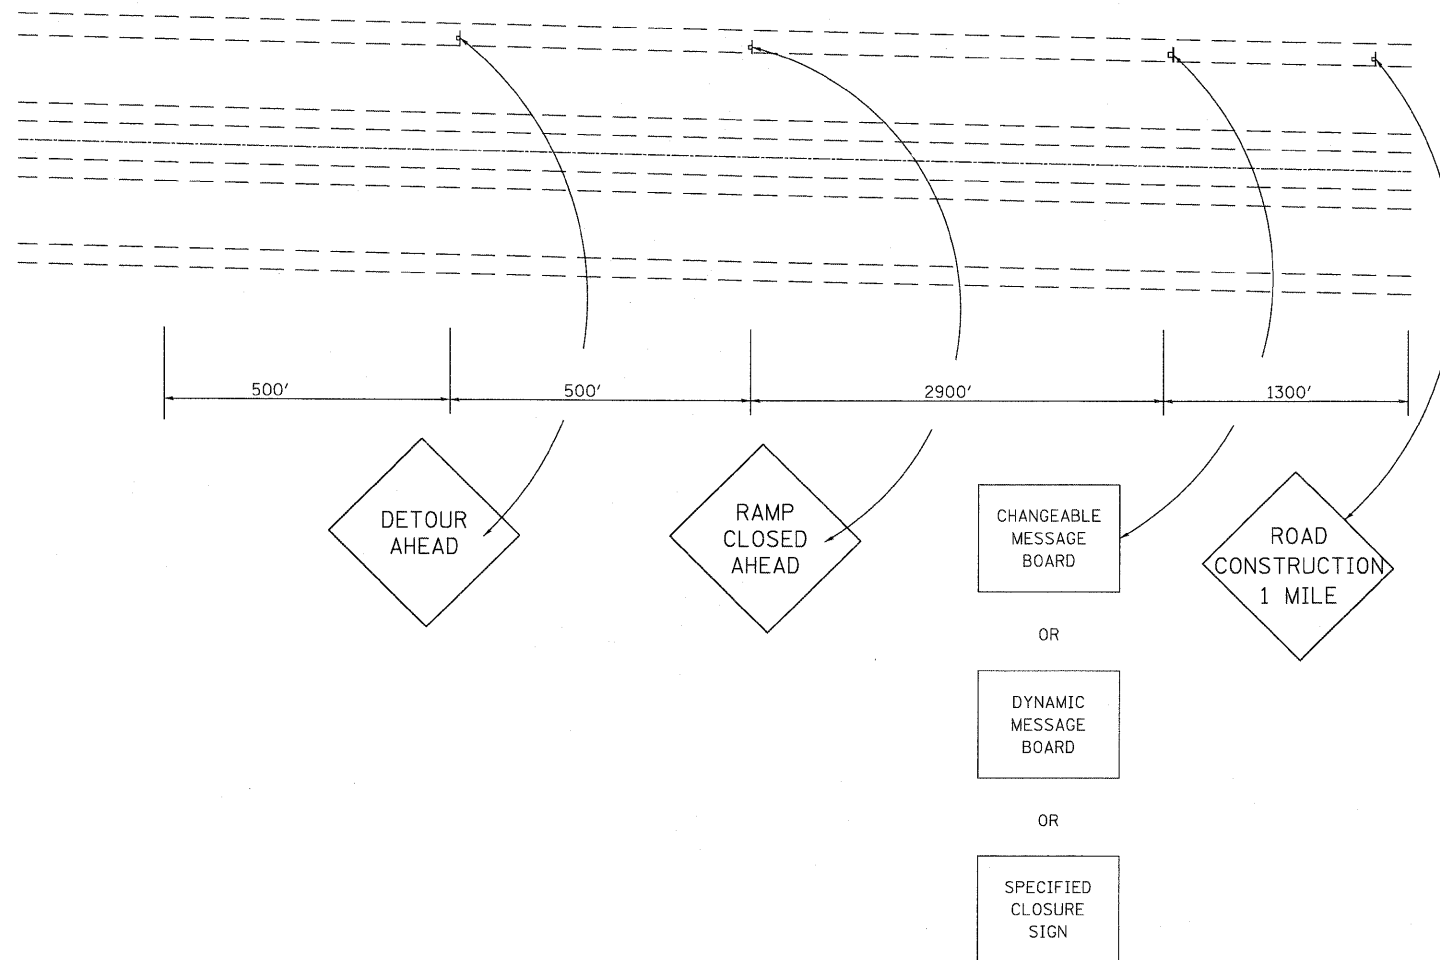 500'
500'
2900'
1300'
DETOUR
AHEAD
RAMP
CLOSED
AHEAD
CHANGEABLE
MESSAGE
BOARD
OR
DYNAMIC
MESSAGE
BOARD
OR
SPECIFIED
CLOSURE
SIGN
ROAD
CONSTRUCTION
1 MILE